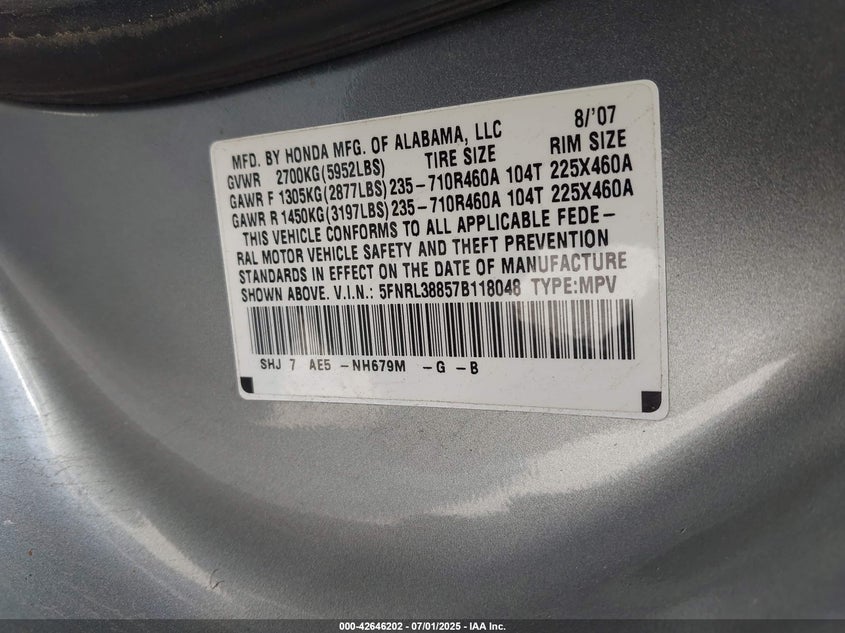 MFD. BY HONDA MFG. OF ALABAMA, LLC 8/'07
GVWR 2700KG(5952LBS) TIRE SIZE RIM SIZE
GAWR F 1305KG(2877LBS) 235-710R460A 104T 225X460A
GAWR R 1450KG(3197LBS) 235-710R460A 104T 225X460A
THIS VEHICLE CONFORMS TO ALL APPLICABLE FEDE-
RAL MOTOR VEHICLE SAFETY AND THEFT PREVENTION
STANDARDS IN EFFECT ON THE DATE OF MANUFACTURE
SHOWN ABOVE. V.I.N.: 5FNRL38857B118048 TYPE:MPV
SHJ 7 AE5 -NH679M -G -B
000-42646202 - 07/01/2025 - IAA Inc.